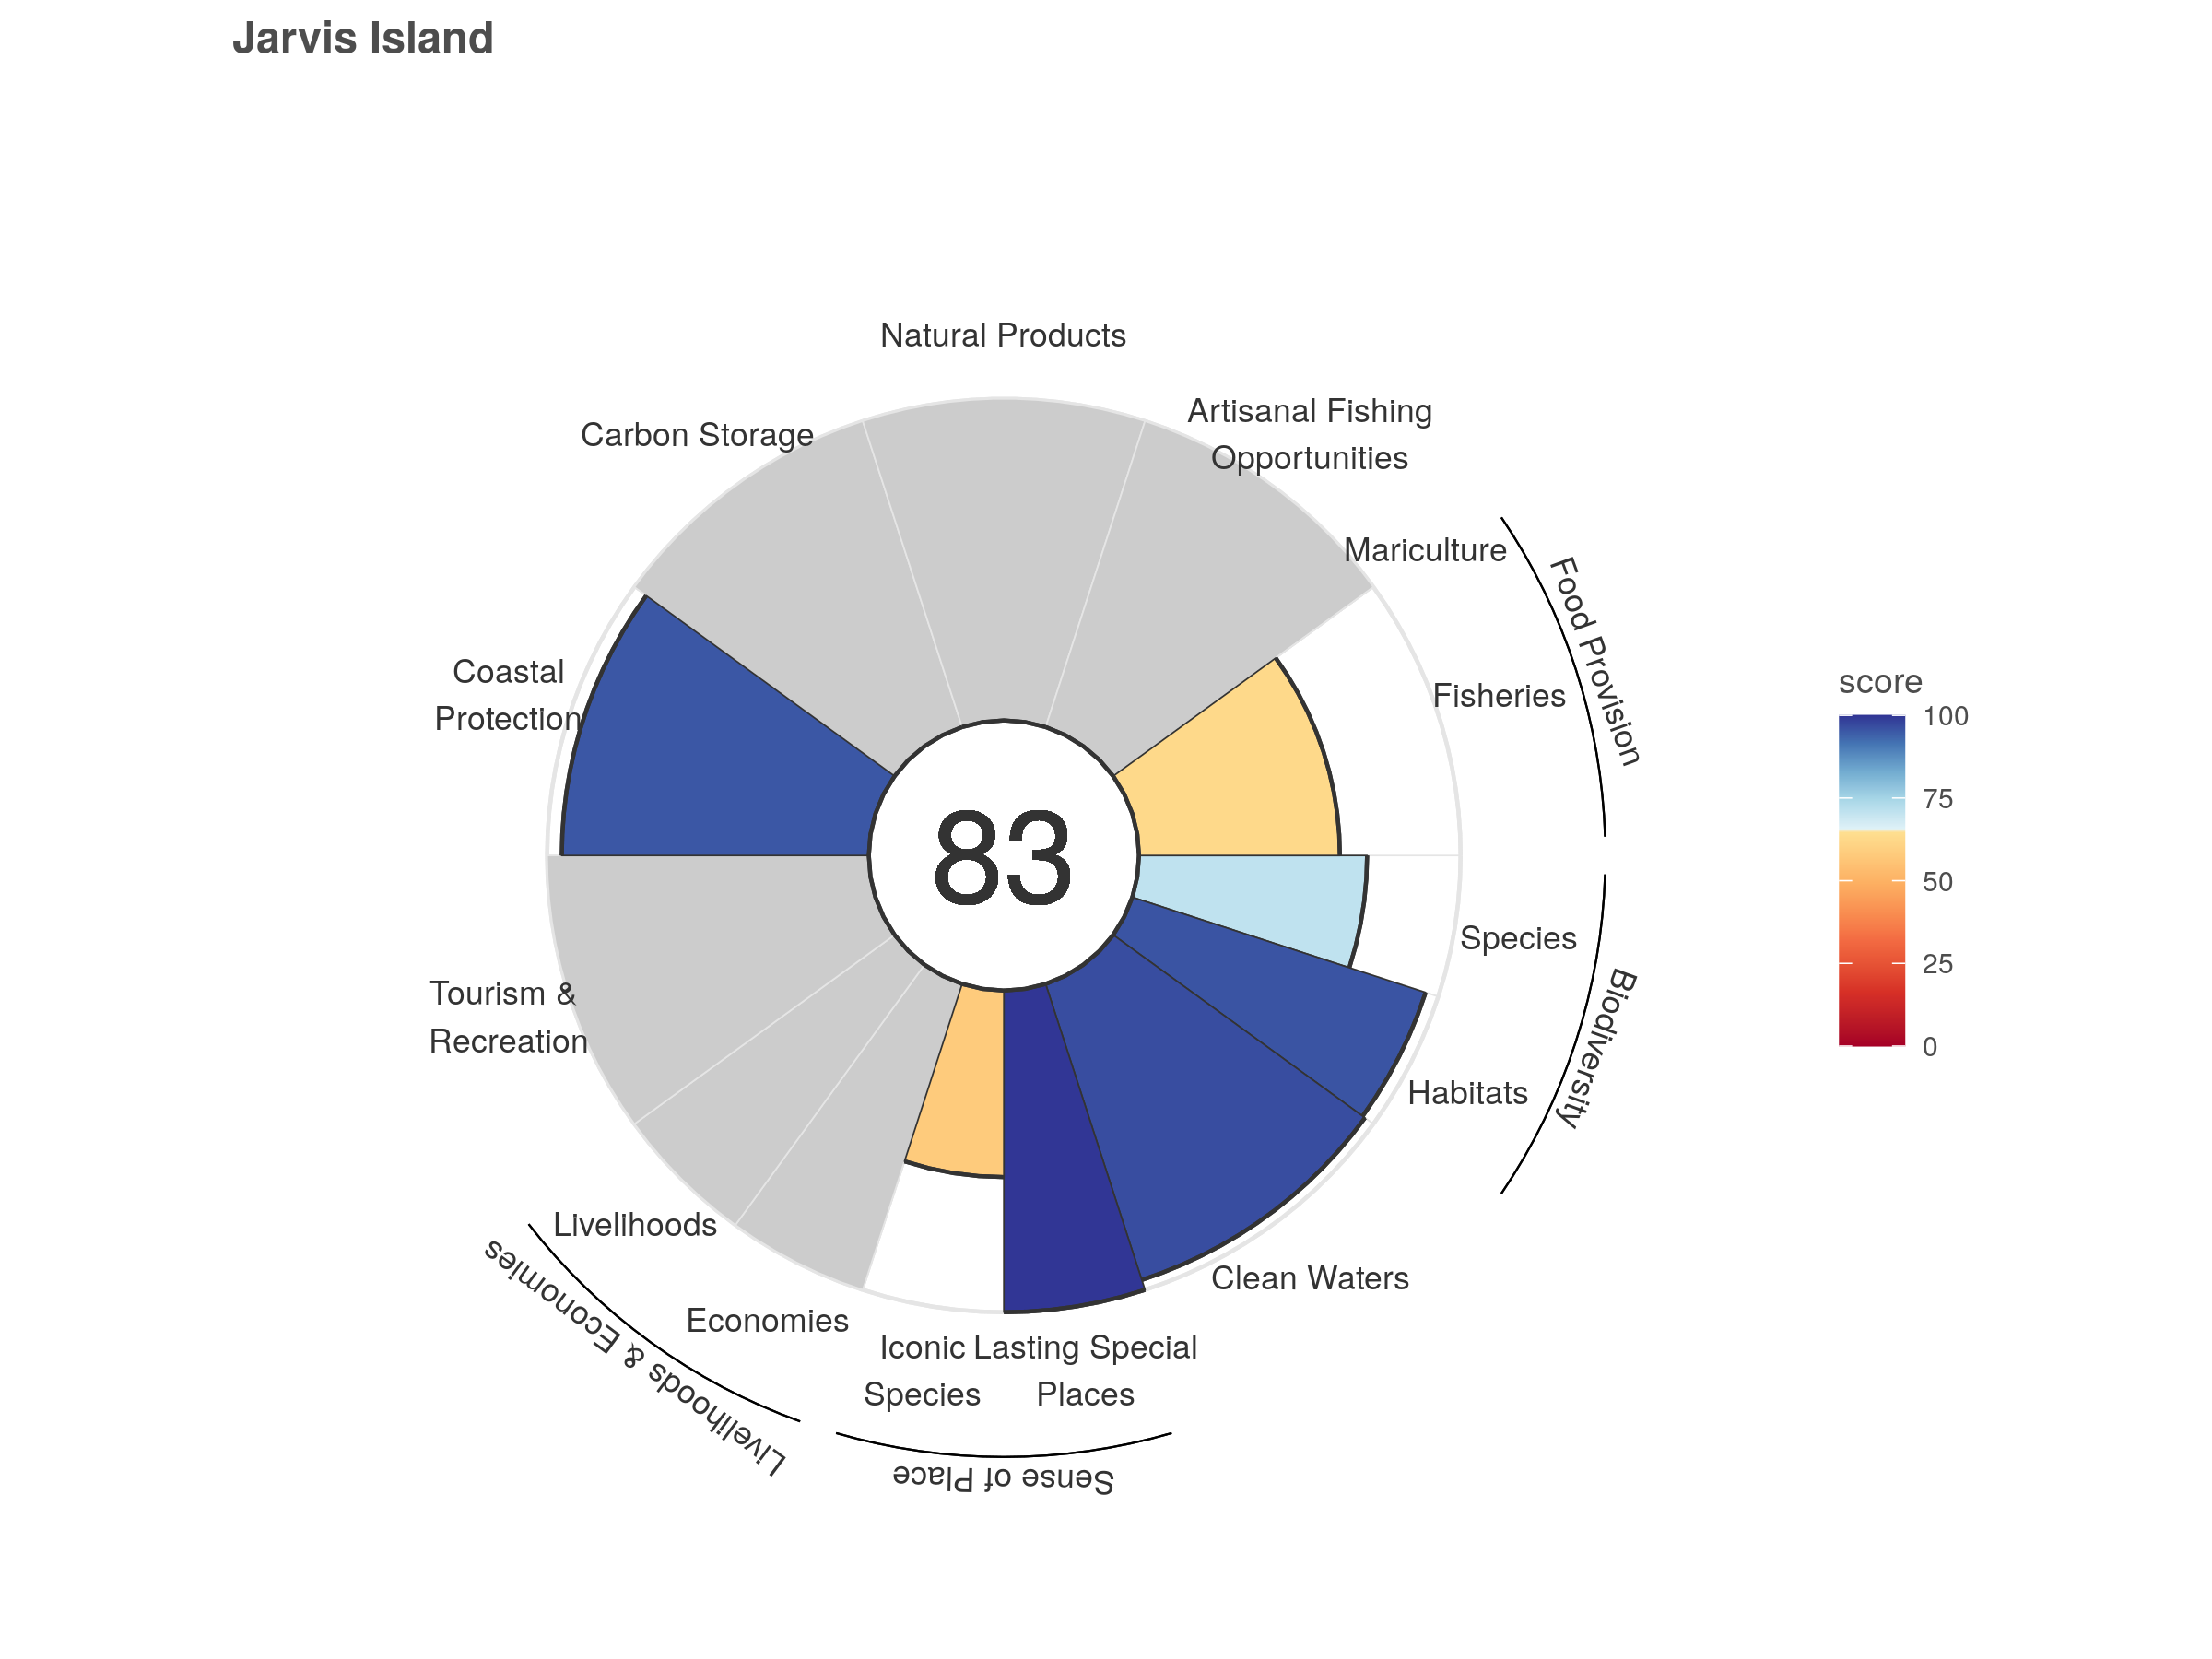 Jarvis Island
Natural Products
Artisanal Fishing
Opportunities
Carbon Storage
Mariculture
Food Provision
Fisheries
Coastal
Protection
83
score
100
75
50
25
0
Species
Biodiversity
Habitats
Tourism &
Recreation
Livelihoods
Clean Waters
Economies
Livelihoods & Economies
Iconic
Species
Lasting Special
Places
Sense of Place